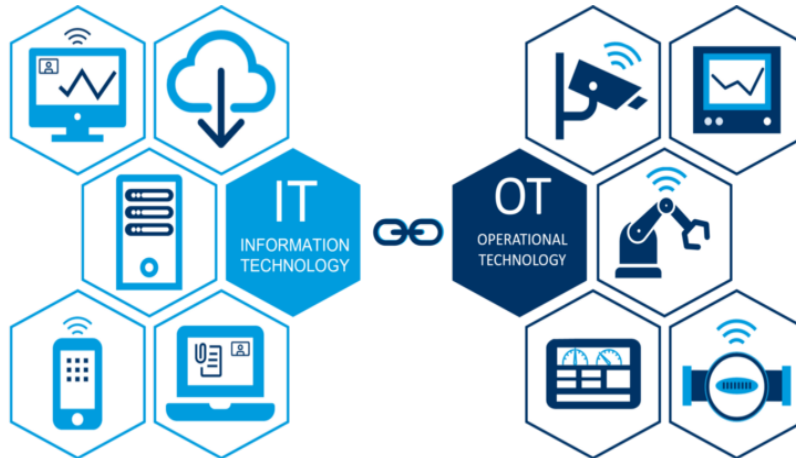 IT
INFORMATION
TECHNOLOGY
OT
OPERATIONAL
TECHNOLOGY